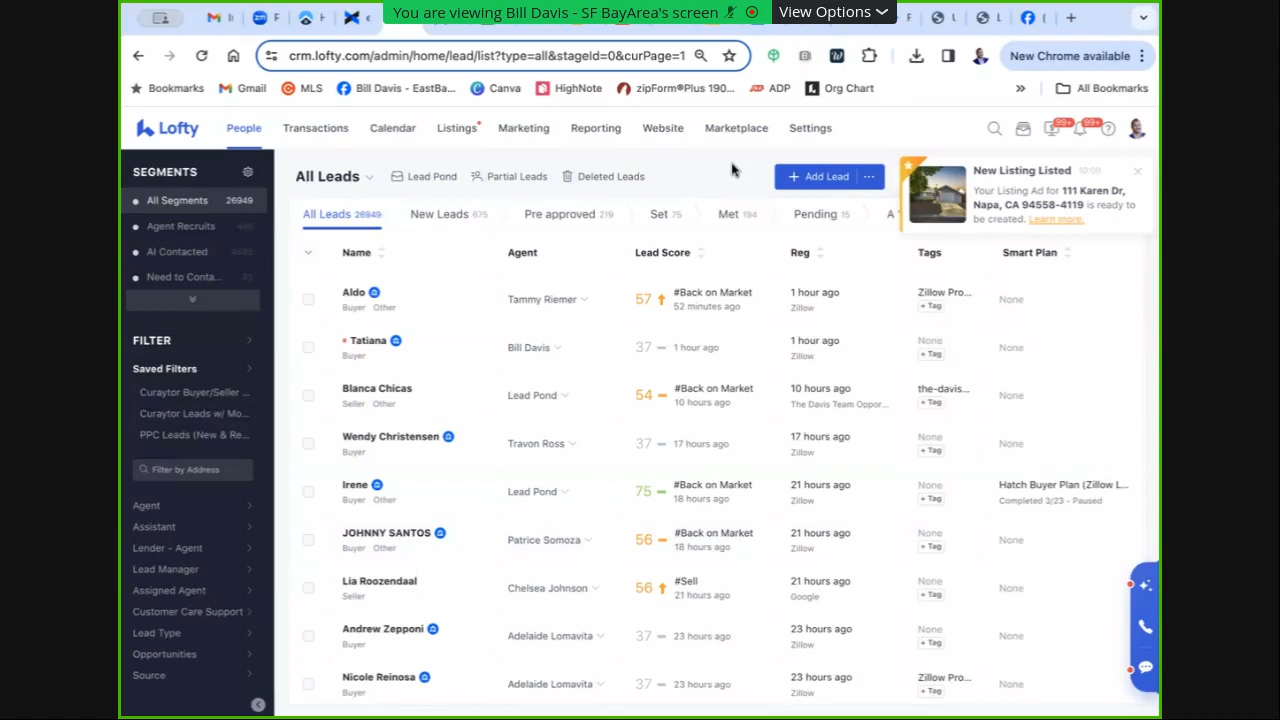 You are viewing Bill Davis - SF BayArea's screen
View Options
New Chrome available
crm.lofty.com/admin/home/lead/list?type=all&stageId=0&curPage=1
Bookmarks Gmail MLS Bill Davis - EastBa... Canva HighNote zipForm®Plus 190... ADP Org Chart » All Bookmarks
Lofty People Transactions Calendar Listings Marketing Reporting Website Marketplace Settings 99+ 99+
SEGMENTS
All Segments 26949
Agent Recruits
AI Contacted
Need to Conta...
FILTER
Saved Filters
Curaytor Buyer/Seller ...
Curaytor Leads w/ Mo...
PPC Leads (New & Re...
Filter by Address
Agent
Assistant
Lender - Agent
Lead Manager
Assigned Agent
Customer Care Support
Lead Type
Opportunities
Source
All Leads Lead Pond Partial Leads Deleted Leads + Add Lead ...
New Listing Listed 10:00
Your Listing Ad for 111 Karen Dr,
Napa, CA 94558-4119 is ready to
be created. Learn more.
All Leads 26949 New Leads 675 Pre approved 219 Set 75 Met 194 Pending 15 A
Name Agent Lead Score Reg Tags Smart Plan
Aldo Tammy Riemer 57 #Back on Market 1 hour ago Zillow Pro... None
Buyer Other 52 minutes ago Zillow + Tag
Tatiana Bill Davis 37 1 hour ago 1 hour ago None None
Buyer Zillow + Tag
Blanca Chicas Lead Pond 54 #Back on Market 10 hours ago the-davis... None
Seller Other 10 hours ago The Davis Team Oppor... + Tag
Wendy Christensen Travon Ross 37 17 hours ago 17 hours ago None None
Buyer Zillow + Tag
Irene Lead Pond 75 #Back on Market 21 hours ago None Hatch Buyer Plan (Zillow L...
Buyer Other 18 hours ago Zillow + Tag Completed 3/23 - Paused
JOHNNY SANTOS Patrice Somoza 56 #Back on Market 21 hours ago None None
Buyer Other 18 hours ago Zillow + Tag
Lia Roozendaal Chelsea Johnson 56 #Sell 21 hours ago None None
Seller 21 hours ago Google + Tag
Andrew Zepponi Adelaide Lomavita 37 23 hours ago 23 hours ago None None
Buyer Zillow + Tag
Nicole Reinosa Adelaide Lomavita 37 23 hours ago 23 hours ago Zillow Pro... None
Buyer Zillow + Tag